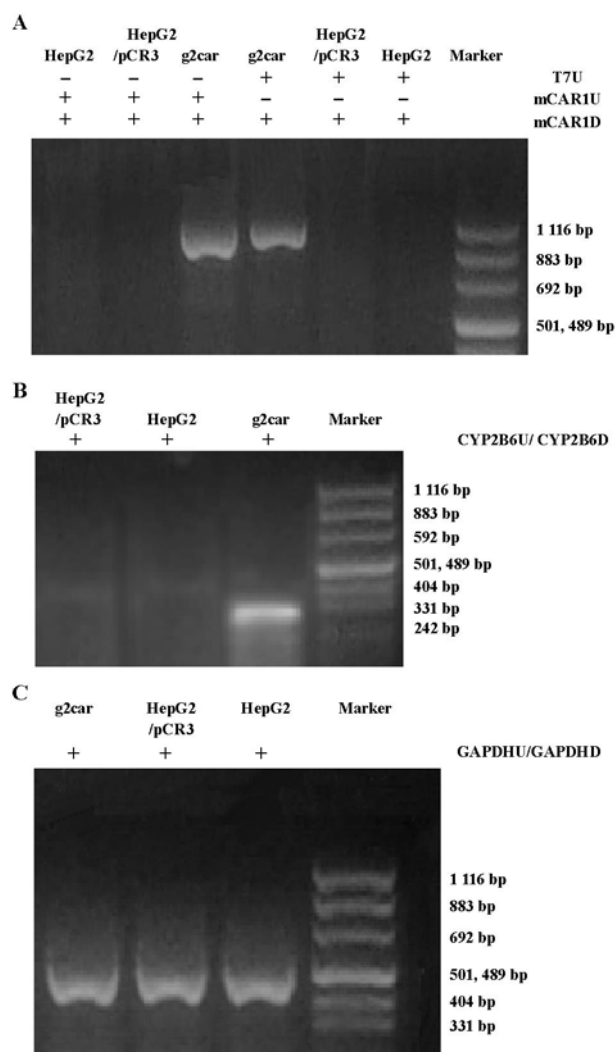 A
HepG2 HepG2 /pCR3 g2car g2car HepG2 /pCR3 HepG2 Marker
– – – + + + T7U
+ + + – – – mCAR1U
+ + + + + + mCAR1D
1 116 bp
883 bp
692 bp
501, 489 bp
B
HepG2 /pCR3 HepG2 g2car Marker
+ + + CYP2B6U/ CYP2B6D
1 116 bp
883 bp
592 bp
501, 489 bp
404 bp
331 bp
242 bp
C
g2car HepG2 /pCR3 HepG2 Marker
+ + + GAPDHU/GAPDHD
1 116 bp
883 bp
692 bp
501, 489 bp
404 bp
331 bp